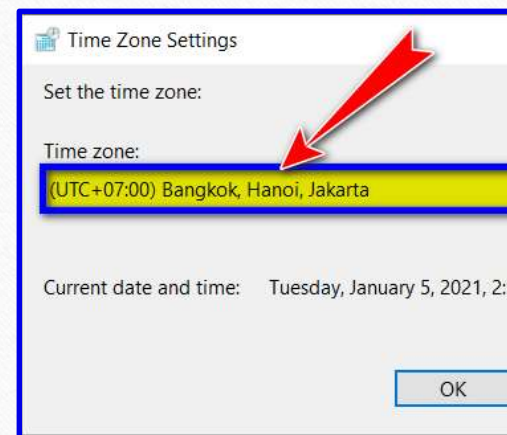 Time Zone Settings
Set the time zone:
Time zone:
(UTC+07:00) Bangkok, Hanoi, Jakarta
Current date and time: Tuesday, January 5, 2021, 2:
OK